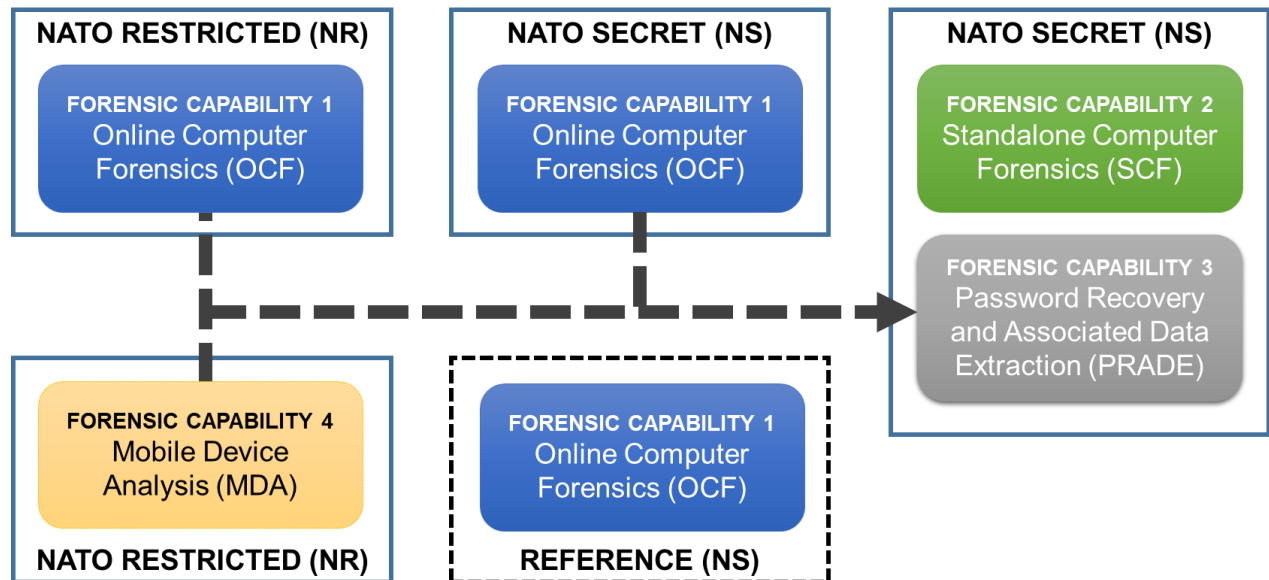 NATO RESTRICTED (NR)
FORENSIC CAPABILITY 1
Online Computer
Forensics (OCF)
NATO SECRET (NS)
FORENSIC CAPABILITY 1
Online Computer
Forensics (OCF)
NATO SECRET (NS)
FORENSIC CAPABILITY 2
Standalone Computer
Forensics (SCF)
FORENSIC CAPABILITY 3
Password Recovery
and Associated Data
Extraction (PRADE)
FORENSIC CAPABILITY 4
Mobile Device
Analysis (MDA)
NATO RESTRICTED (NR)
FORENSIC CAPABILITY 1
Online Computer
Forensics (OCF)
REFERENCE (NS)